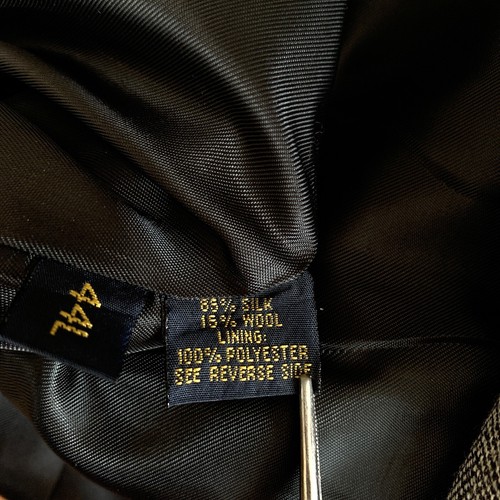 44L
85% SILK
15% WOOL
LINING:
100% POLYESTER
SEE REVERSE SIDE